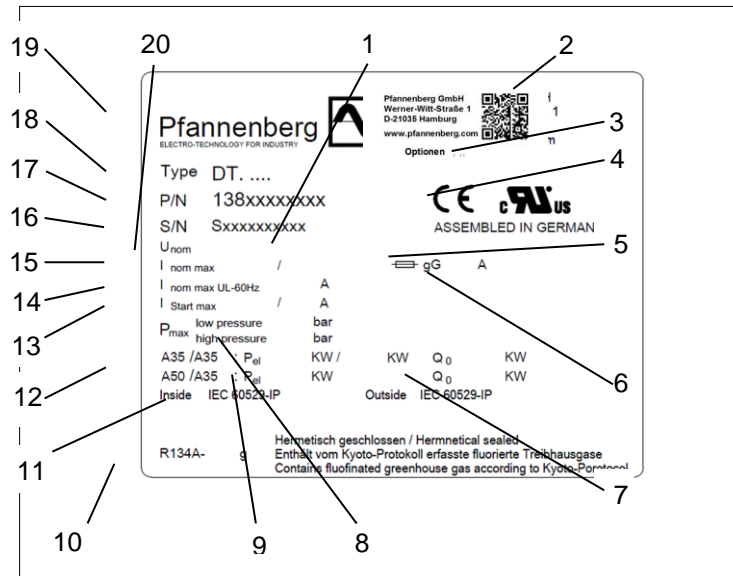 20 1 2
19
Pfannenberg GmbH
Werner-Witt-Straße 1
D-21035 Hamburg
www.pfannenberg.com
1
3
Pfannenberg
ELECTRO-TECHNOLOGY FOR INDUSTRY
Optionen
18
4
Type DT. ....
17
P/N 138xxxxxxxx
CE c US
16
S/N Sxxxxxxxxxx
ASSEMBLED IN GERMAN
5
U nom
15
I nom max / gG A
14
I nom max UL-60Hz A
I Start max / A
13
P max low pressure bar
high pressure bar
6
A35 /A35 : Pel KW / KW Q0 KW
12
A50 /A35 : Pel KW Q0 KW
Inside IEC 60529-IP Outside IEC 60529-IP
11
Hermetisch geschlossen / Hermnetical sealed
R134A- g Enthält vom Kyoto-Protokoll erfasste fluorierte Treibhausgase
Contains fluofinated greenhouse gas according to Kyoto-Porotocol
7
10 9 8